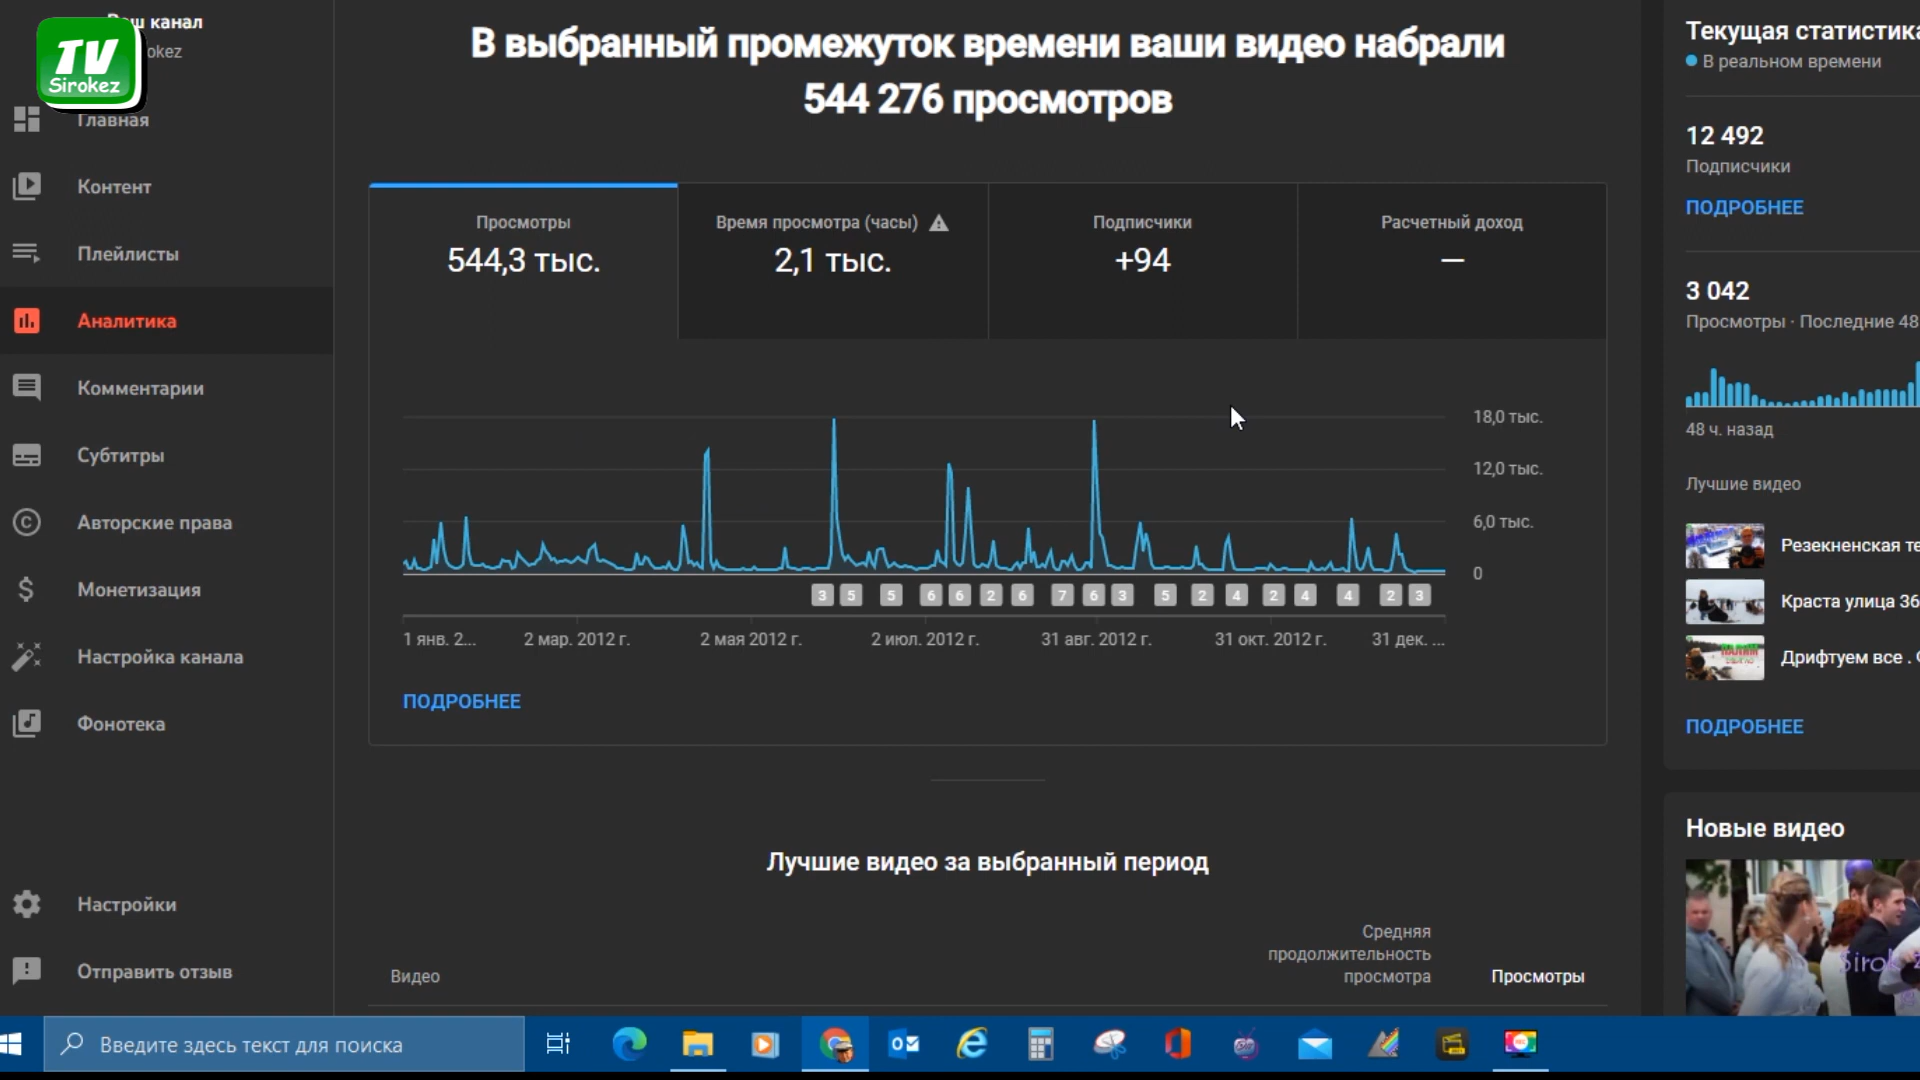 TV
Sirokez
Ваш канал
okez
Главная
Контент
Плейлисты
Аналитика
Комментарии
Субтитры
Авторские права
Монетизация
Настройка канала
Фонотека
Настройки
Отправить отзыв
В выбранный промежуток времени ваши видео набрали
544 276 просмотров
Просмотры
544,3 тыс.
Время просмотра (часы)
2,1 тыс.
Подписчики
+94
Расчетный доход
—
18,0 тыс.
12,0 тыс.
6,0 тыс.
0
3 5 5 6 6 2 6 7 6 3 5 2 4 2 4 4 2 3
1 янв. 2... 2 мар. 2012 г. 2 мая 2012 г. 2 июл. 2012 г. 31 авг. 2012 г. 31 окт. 2012 г. 31 дек. ...
ПОДРОБНЕЕ
Лучшие видео за выбранный период
Видео
Средняя
продолжительность
просмотра
Просмотры
Текущая статистика
В реальном времени
12 492
Подписчики
ПОДРОБНЕЕ
3 042
Просмотры · Последние 48
48 ч. назад
Лучшие видео
Резекненская те
Краста улица 36
Дрифтуем все .
ПОДРОБНЕЕ
Новые видео
Введите здесь текст для поиска